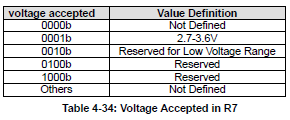 voltage accepted Value Definition
0000b Not Defined
0001b 2.7-3.6V
0010b Reserved for Low Voltage Range
0100b Reserved
1000b Reserved
Others Not Defined
Table 4-34: Voltage Accepted in R7